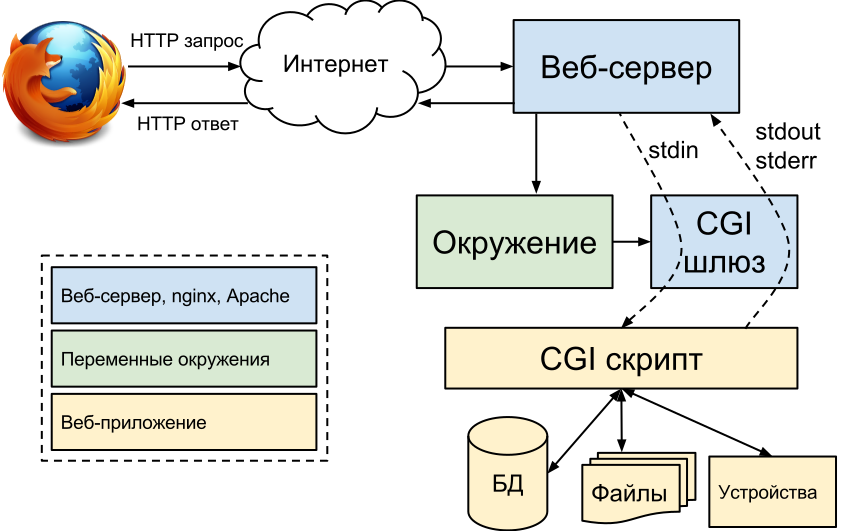 HTTP запрос
Интернет
Веб-сервер
HTTP ответ
stdin
stdout
stderr
Окружение
CGI
шлюз
Веб-сервер, nginx, Apache
Переменные окружения
Веб-приложение
CGI скрипт
БД
Файлы
Устройства